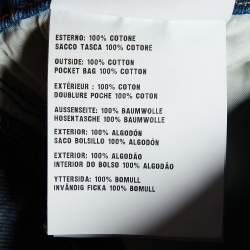 ESTERNO: 100% COTONE
SACCO TASCA 100% COTONE
OUTSIDE: 100% COTTON
POCKET BAG 100% COTTON
EXTÉRIEUR : 100% COTON
DOUBLURE POCHE 100% COTON
AUSSENSEITE: 100% BAUMWOLLE
HOSENTASCHE 100% BAUMWOLLE
EXTERIOR: 100% ALGODÓN
SACO BOLSILLO 100% ALGODÓN
EXTERIOR: 100% ALGODÃO
INTERIOR DO BOLSO 100% ALGODÃO
YTTERSIDA: 100% BOMULL
INVÄNDIG FICKA 100% BOMULL